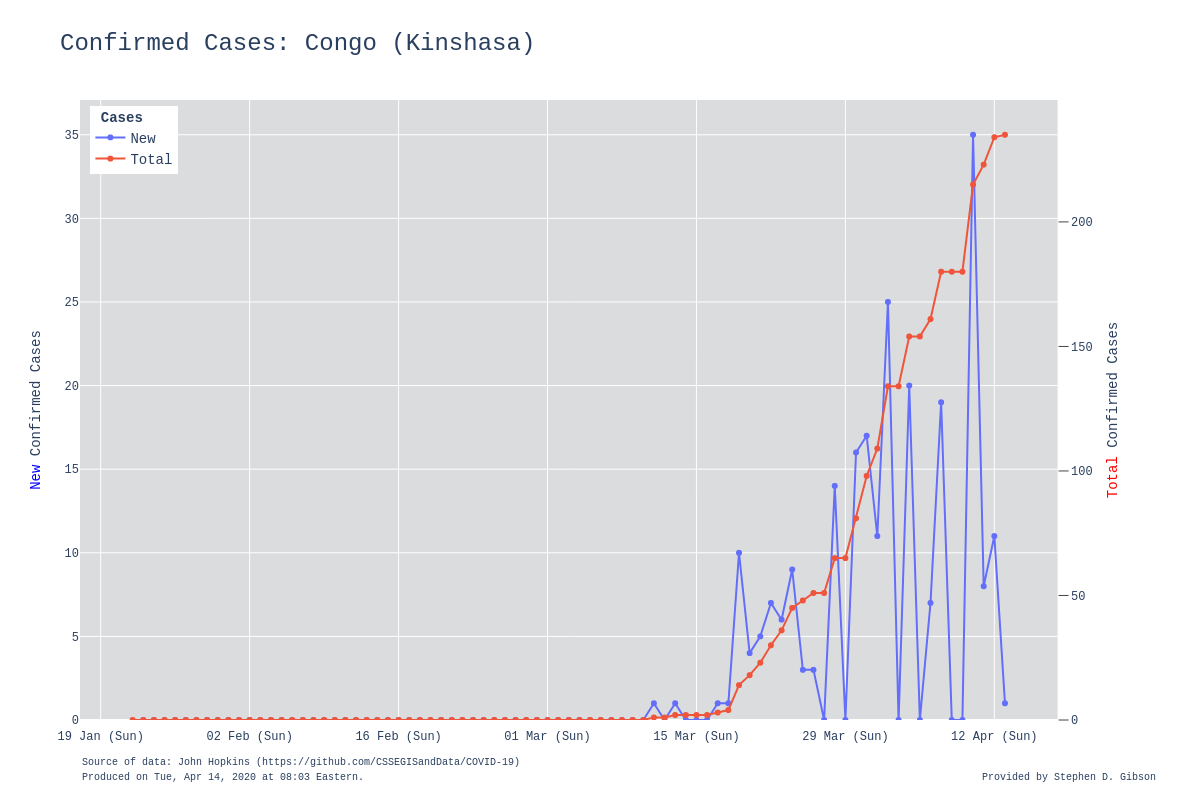 Confirmed Cases: Congo (Kinshasa)
Cases
New
Total
35
30
25
20
15
10
5
0
New Confirmed Cases
200
150
100
50
0
Total Confirmed Cases
19 Jan (Sun)
02 Feb (Sun)
16 Feb (Sun)
01 Mar (Sun)
15 Mar (Sun)
29 Mar (Sun)
12 Apr (Sun)
Source of data: John Hopkins (https://github.com/CSSEGISandData/COVID-19)
Produced on Tue, Apr 14, 2020 at 08:03 Eastern.
Provided by Stephen D. Gibson